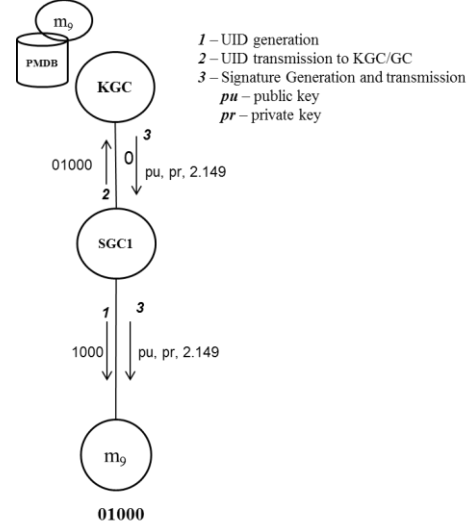 m9
PMDB
KGC
1 – UID generation
2 – UID transmission to KGC/GC
3 – Signature Generation and transmission
pu – public key
pr – private key
3
01000
0
pu, pr, 2.149
2
SGC1
1
3
1000
pu, pr, 2.149
m9
01000